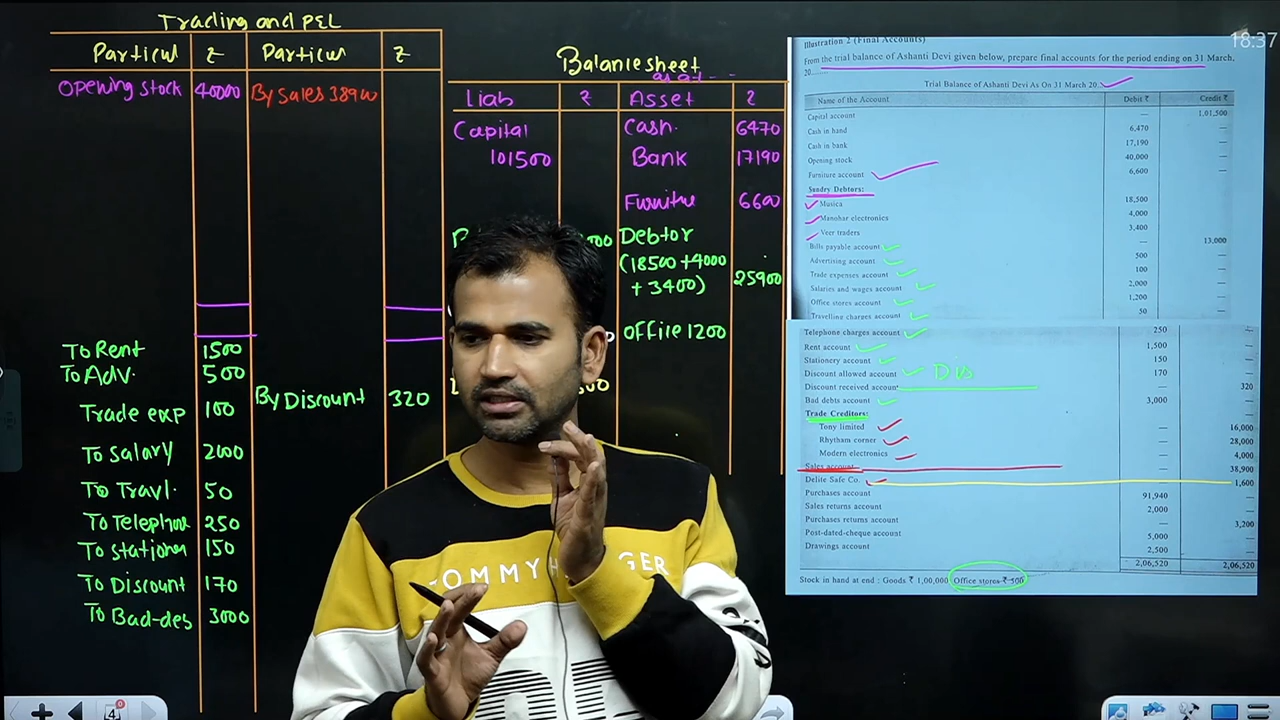 Trading and P&L
Particul ₹ Particur ₹
Opening stock 40000 By Sales 38900
To Rent 1500
To Adv. 500
By Discount 320
Trade exp 100
To Salary 2000
To Travl. 50
To Telephone 250
To stationer 150
To Discount 170
To Bad-des 3000
Balanie sheet
as at - - -
Liab ₹ Asset ₹
Capital Cash. 6470
101500 Bank 17190
Furnitue 6600
Debtor
(18500 + 4000
+ 3400) 25900
office 1200
18:37
Illustration 2 (Final Accounts)
From the trial balance of Ashanti Devi given below, prepare final accounts for the period ending on 31 March,
20........
Trial Balance of Ashanti Devi As On 31 March 20.
Name of the Account Debit ₹ Credit ₹
Capital account — 1,01,500
Cash in hand 6,470 —
Cash in bank 17,190 —
Opening stock 40,000 —
Furniture account 6,600 —
Sundry Debtors:
Musica 18,500 —
Manohar electronics 4,000 —
Veer traders 3,400 —
Bills payable account — 13,000
Advertising account 500 —
Trade expenses account 100 —
Salaries and wages account 2,000 —
Office stores account 1,200 —
Travelling charges account 50 —
Telephone charges account 250 —
Rent account 1,500 —
Stationery account 150 —
Discount allowed account 170 — Dis
Discount received account — 320
Bad debts account 3,000 —
Trade Creditors:
Tony limited — 16,000
Rhytham corner — 28,000
Modern electronics — 4,000
Sales account — 38,900
Delite Safe Co. — 1,600
Purchases account 91,940 —
Sales returns account 2,000 —
Purchases returns account — 3,200
Post-dated-cheque account 5,000 —
Drawings account 2,500 —
2,06,520 2,06,520
Stock in hand at end : Goods ₹ 1,00,000 Office stores ₹ 500
TOMMY H GER
4